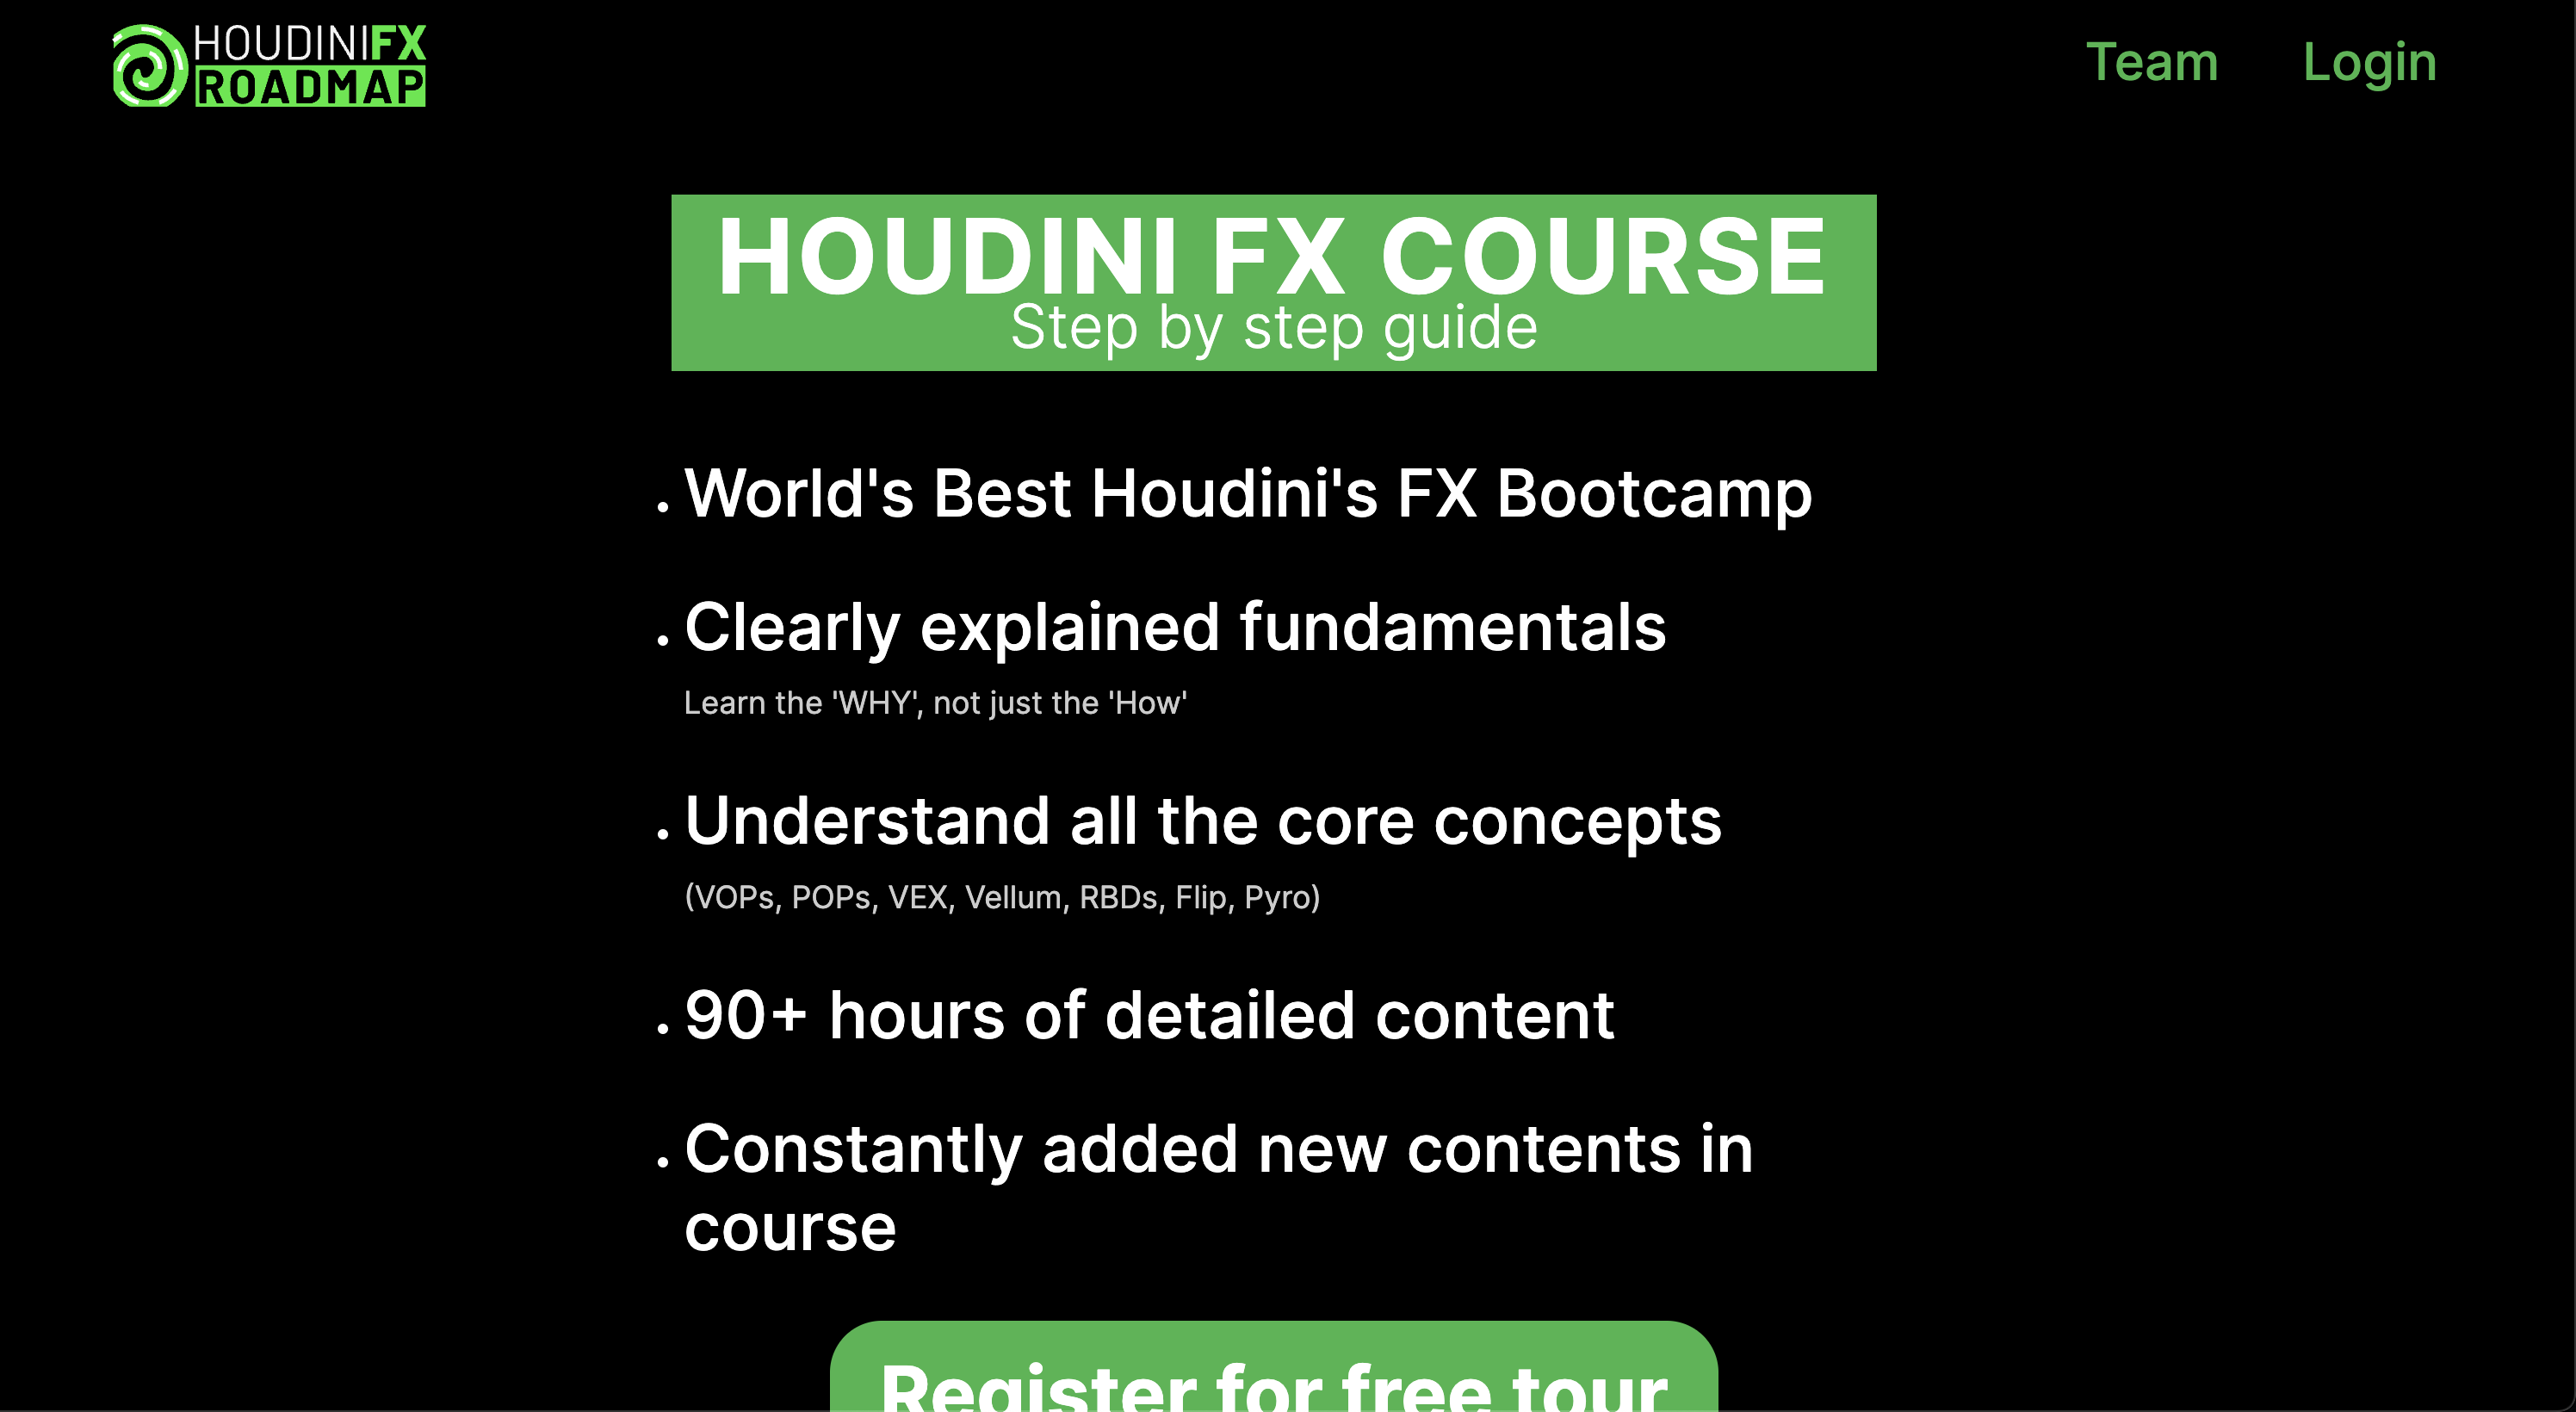 HOUDINIFX
ROADMAP
Team
Login
HOUDINI FX COURSE
Step by step guide
• World's Best Houdini's FX Bootcamp
• Clearly explained fundamentals
Learn the 'WHY', not just the 'How'
• Understand all the core concepts
(VOPs, POPs, VEX, Vellum, RBDs, Flip, Pyro)
• 90+ hours of detailed content
• Constantly added new contents in
course
Register for free tour